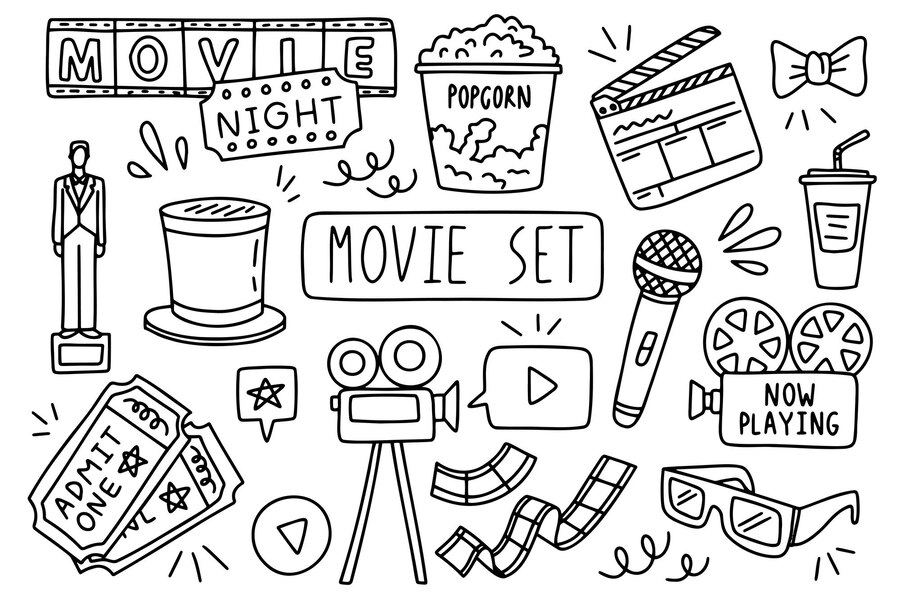 MOVIE
NIGHT
POPCORN
MOVIE SET
NOW
PLAYING
ADMIT
ONE